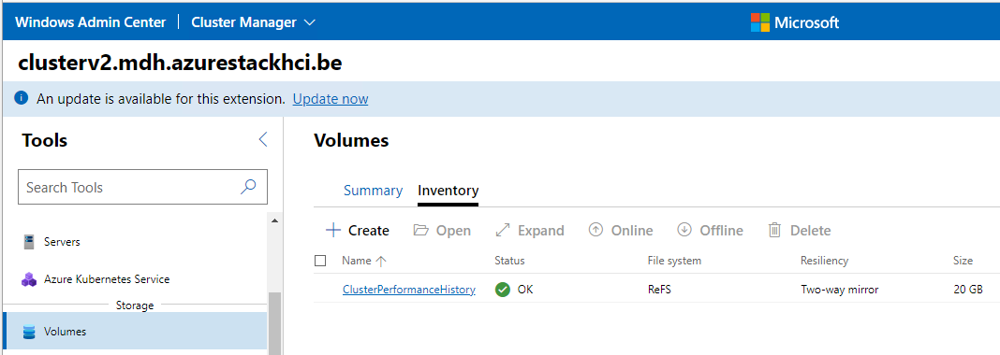 Windows Admin Center | Cluster Manager Microsoft
clusterv2.mdh.azurestackhci.be
An update is available for this extension. Update now
Tools
Search Tools
Servers
Azure Kubernetes Service
Storage
Volumes
Volumes
Summary Inventory
Create Open Expand Online Offline Delete
Name Status File system Resiliency Size
ClusterPerformanceHistory OK ReFS Two-way mirror 20 GB